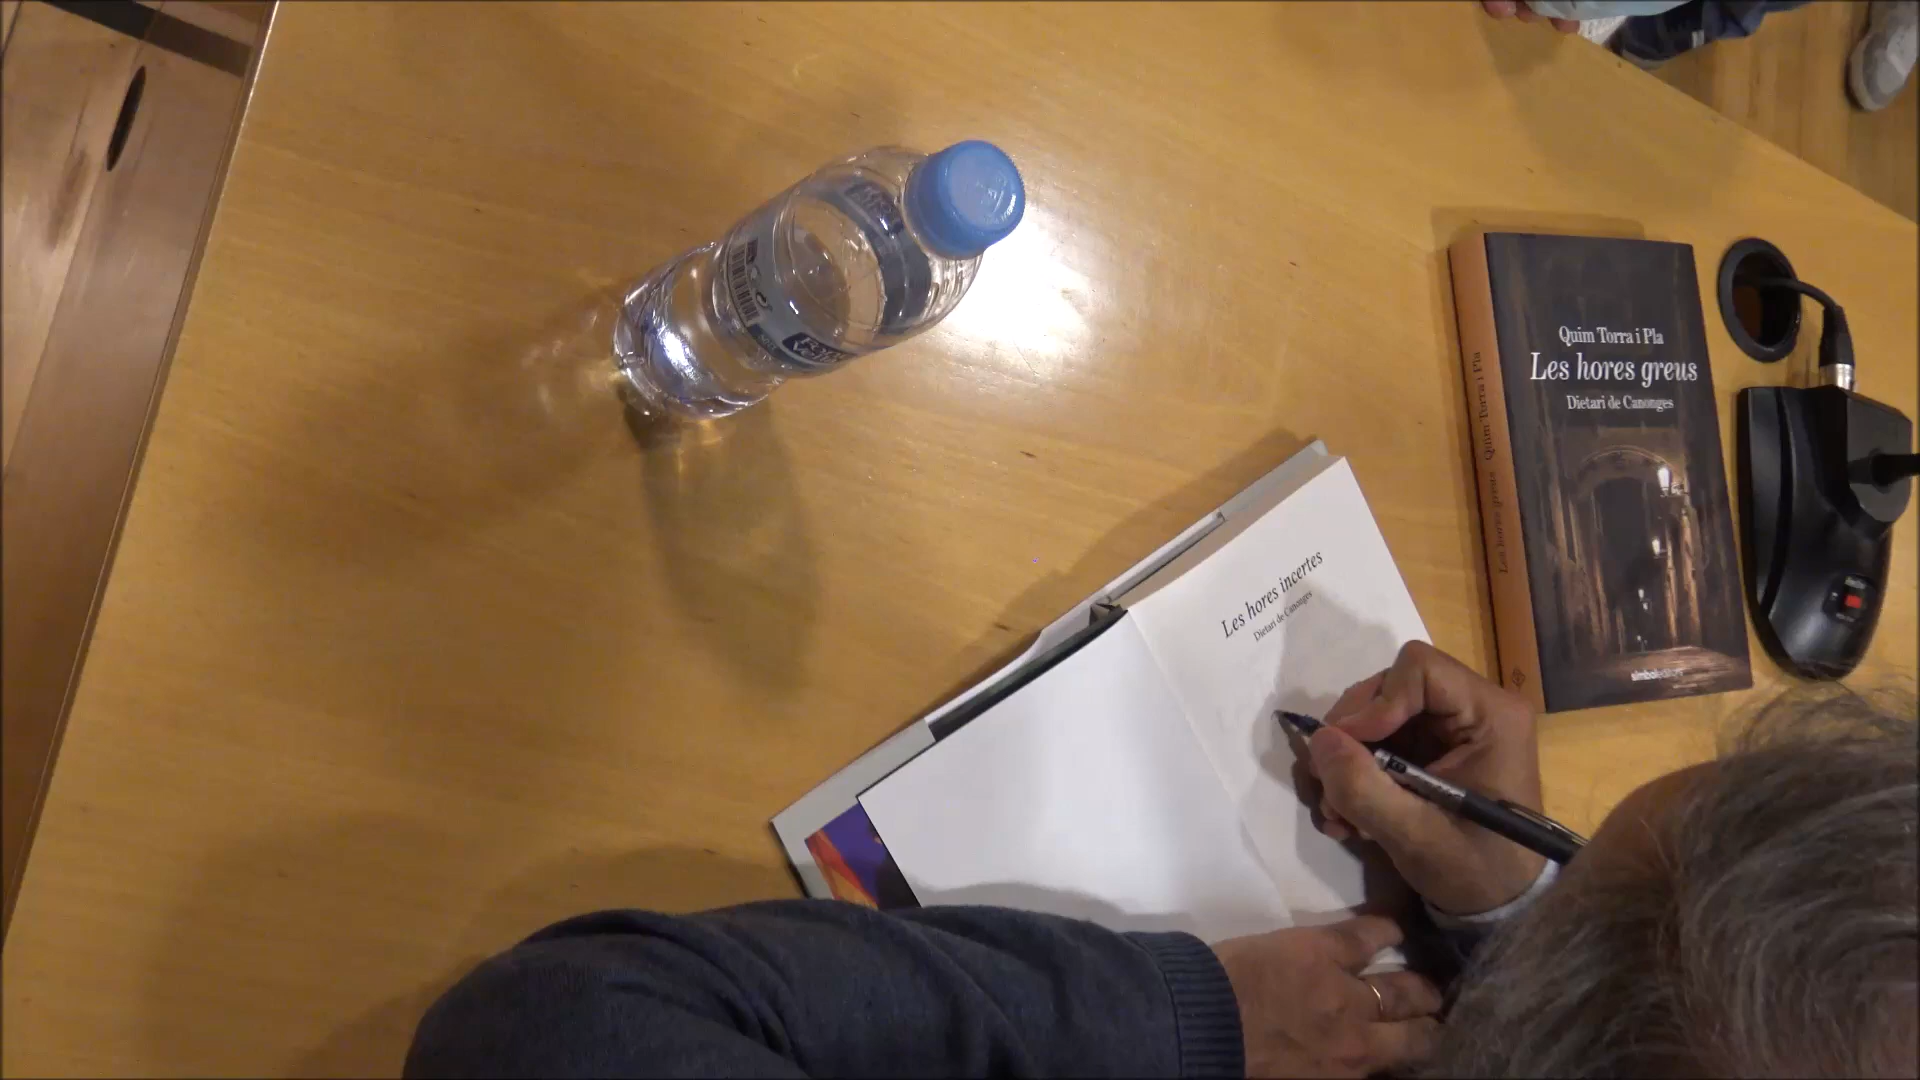 Quim Torra i Pla
Les hores greus
Dietari de Canonges
símboleditors
Les hores greus Quim Torra i Pla
Les hores incertes
Dietari de Canonges